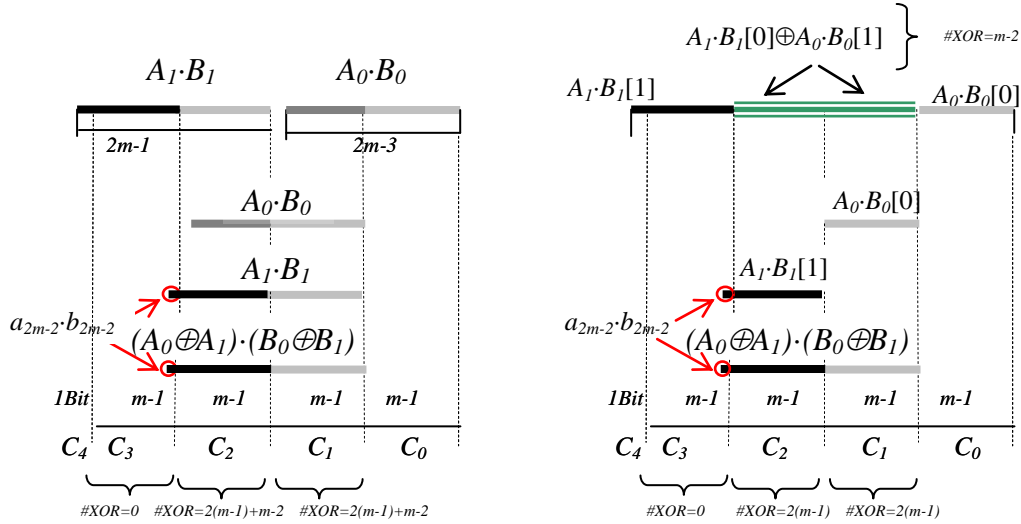 A₁·B₁ A₀·B₀
2m-1 2m-3
A₀·B₀
A₁·B₁
a₂ₘ₋₂·b₂ₘ₋₂
(A₀⊕A₁)·(B₀⊕B₁)
1Bit m-1 m-1 m-1 m-1
C₄ C₃ C₂ C₁ C₀
#XOR=0 #XOR=2(m-1)+m-2 #XOR=2(m-1)+m-2
A₁·B₁[0]⊕A₀·B₀[1] #XOR=m-2
A₁·B₁[1] A₀·B₀[0]
A₀·B₀[0]
A₁·B₁[1]
a₂ₘ₋₂·b₂ₘ₋₂
(A₀⊕A₁)·(B₀⊕B₁)
1Bit m-1 m-1 m-1 m-1
C₄ C₃ C₂ C₁ C₀
#XOR=0 #XOR=2(m-1) #XOR=2(m-1)